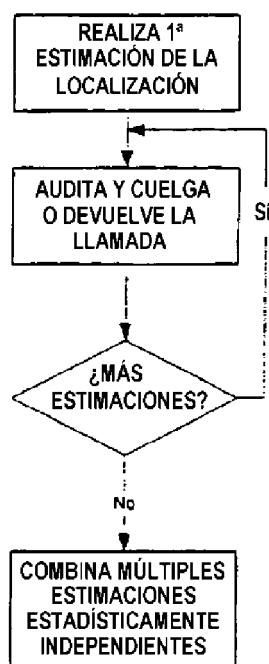 REALIZA 1ª
ESTIMACIÓN DE LA
LOCALIZACIÓN
AUDITA Y CUELGA
O DEVUELVE LA
LLAMADA
Sí
¿MÁS
ESTIMACIONES?
No
COMBINA MÚLTIPLES
ESTIMACIONES
ESTADÍSTICAMENTE
INDEPENDIENTES